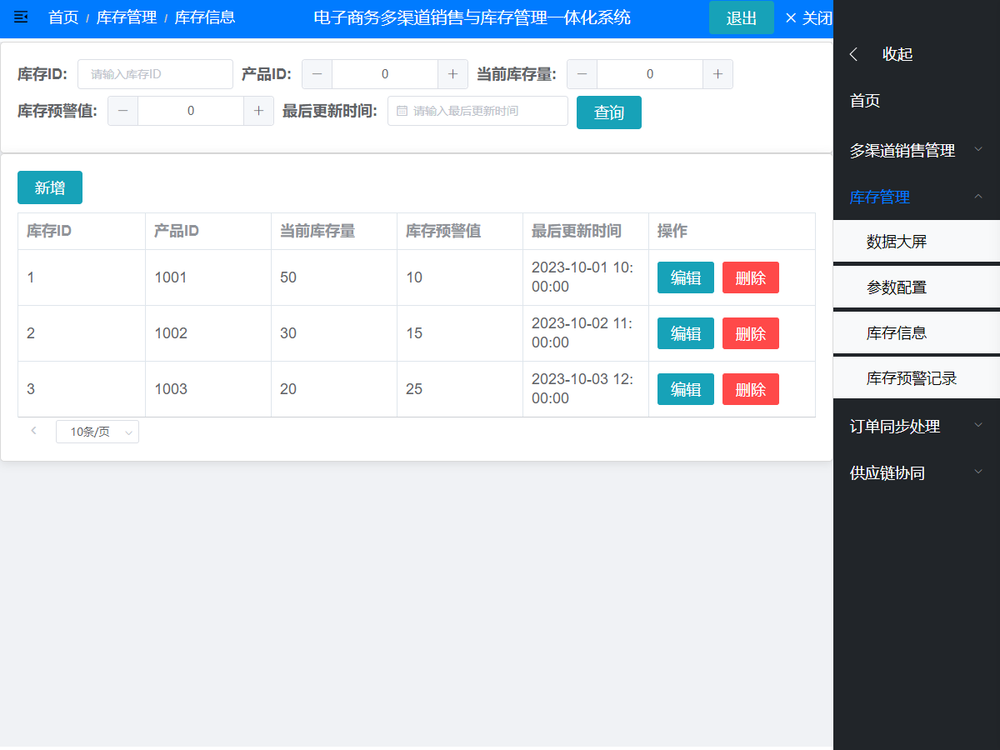 首页 / 库存管理 / 库存信息 电子商务多渠道销售与库存管理一体化系统 退出 × 关闭
库存ID: 请输入库存ID 产品ID: 0 当前库存量: 0
库存预警值: 0 最后更新时间: 请输入最后更新时间 查询
新增
库存ID 产品ID 当前库存量 库存预警值 最后更新时间 操作
1 1001 50 10 2023-10-01 10:
00:00 编辑 删除
2 1002 30 15 2023-10-02 11:
00:00 编辑 删除
3 1003 20 25 2023-10-03 12:
00:00 编辑 删除
10条/页
收起
首页
多渠道销售管理
库存管理
数据大屏
参数配置
库存信息
库存预警记录
订单同步处理
供应链协同